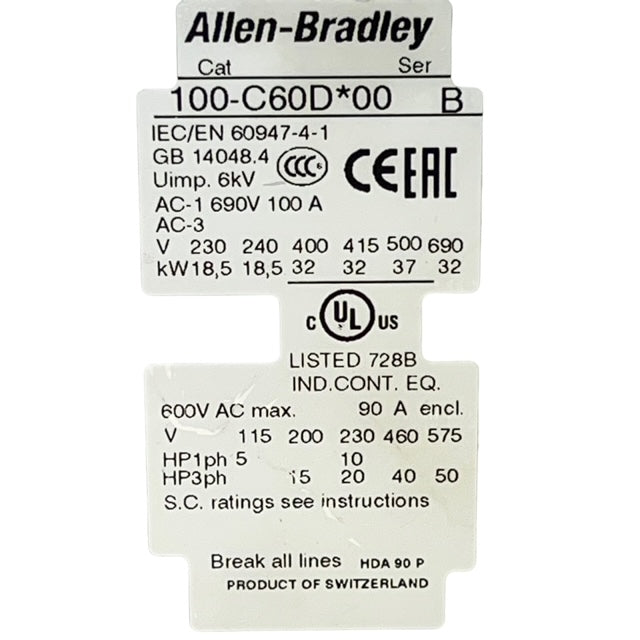 Allen-Bradley
Cat Ser
100-C60D*00 B
IEC/EN 60947-4-1
GB 14048.4 CCC S CE EAC
Uimp. 6kV
AC-1 690V 100 A
AC-3
V 230 240 400 415 500 690
kW 18,5 18,5 32 32 37 32
C UL US
LISTED 728B
IND.CONT. EQ.
600V AC max. 90 A encl.
V 115 200 230 460 575
HP1ph 5 10
HP3ph 15 20 40 50
S.C. ratings see instructions
Break all lines HDA 90 P
PRODUCT OF SWITZERLAND